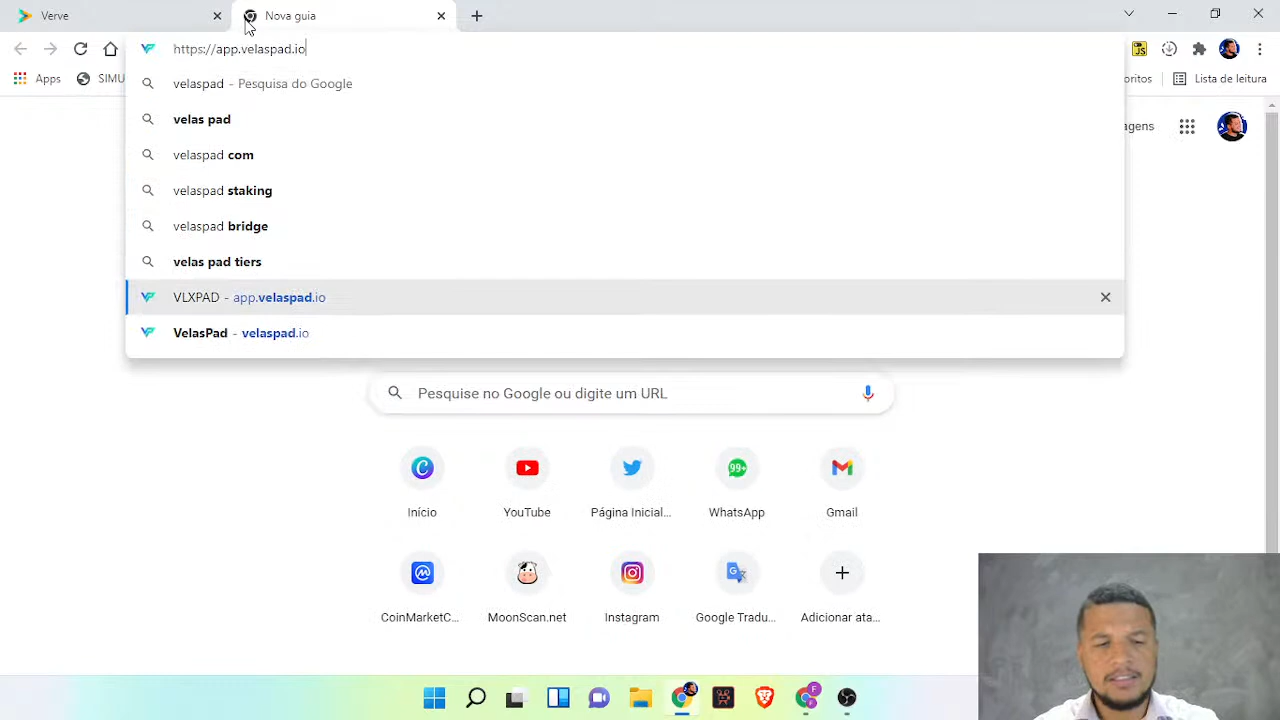 Verve
Nova guia
https://app.velaspad.io
JS
Apps
SIMU
oritos
Lista de leitura
velaspad - Pesquisa do Google
velas pad
agens
velaspad com
velaspad staking
velaspad bridge
velas pad tiers
VLXPAD - app.velaspad.io
VelasPad - velaspad.io
Pesquise no Google ou digite um URL
99+
Início
YouTube
Página Inicial...
WhatsApp
Gmail
CoinMarketC...
MoonScan.net
Instagram
Google Tradu...
Adicionar ata...
F
F